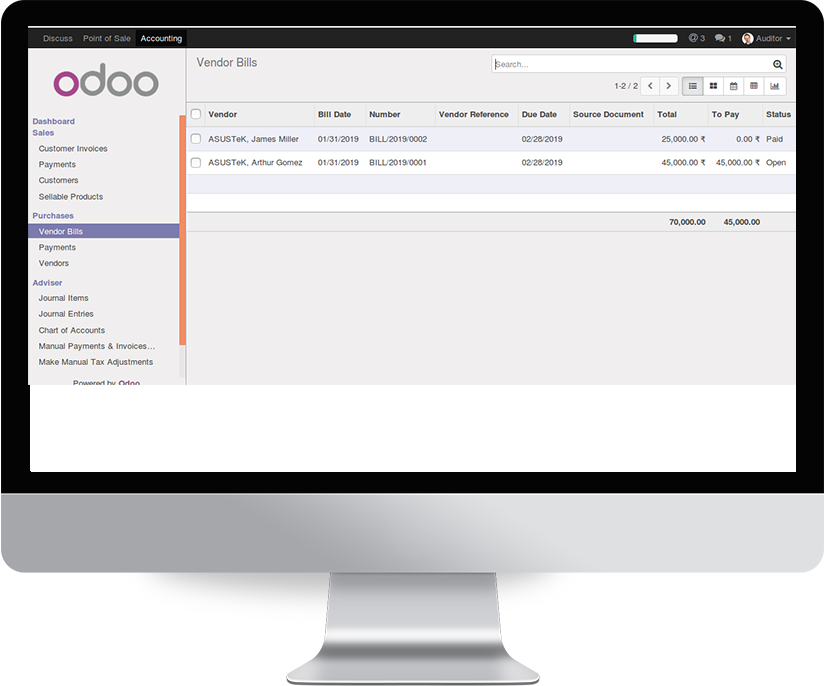 Discuss Point of Sale Accounting @ 3 1 Auditor
odoo
Vendor Bills
Search...
1-2 / 2
Dashboard
Sales
Customer Invoices
Payments
Customers
Sellable Products
Purchases
Vendor Bills
Payments
Vendors
Adviser
Journal Items
Journal Entries
Chart of Accounts
Manual Payments & Invoices...
Make Manual Tax Adjustments
Powered by Odoo
Vendor Bill Date Number Vendor Reference Due Date Source Document Total To Pay Status
ASUSTeK, James Miller 01/31/2019 BILL/2019/0002 02/28/2019 25,000.00 ₹ 0.00 ₹ Paid
ASUSTeK, Arthur Gomez 01/31/2019 BILL/2019/0001 02/28/2019 45,000.00 ₹ 45,000.00 ₹ Open
70,000.00 45,000.00